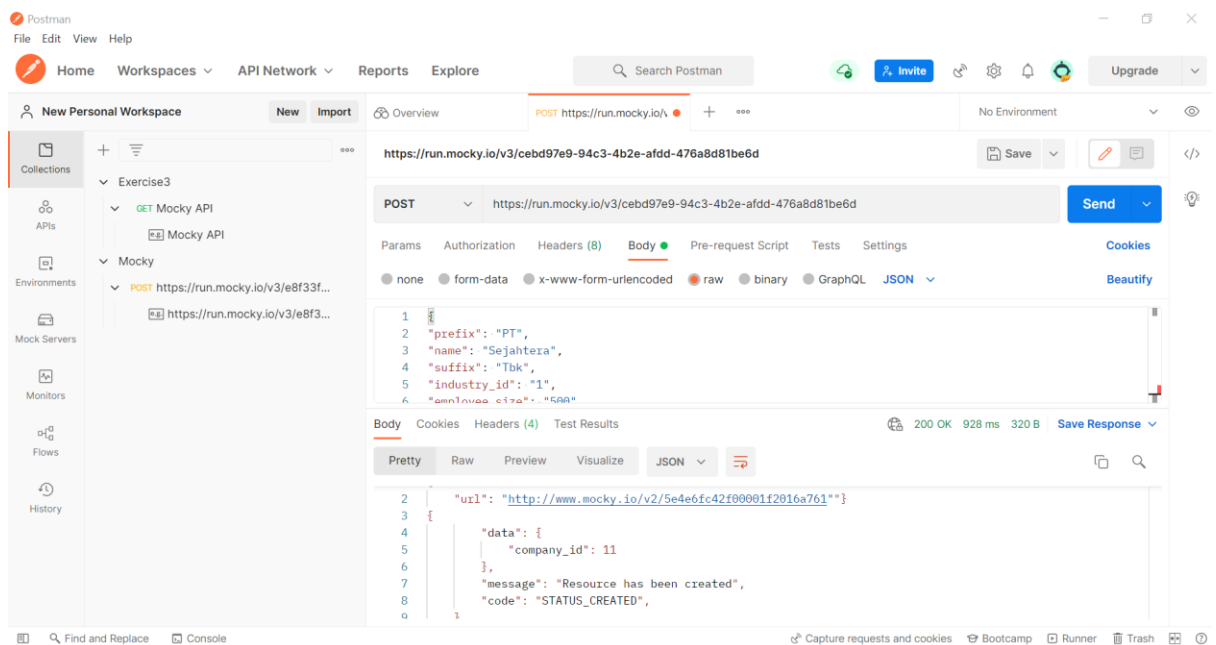 Postman
File Edit View Help
Home Workspaces API Network Reports Explore Search Postman Invite Upgrade
New Personal Workspace New Import Overview POST https://run.mocky.io/v No Environment
Collections
APIs
Environments
Mock Servers
Monitors
Flows
History
Exercise3
GET Mocky API
e.g. Mocky API
Mocky
POST https://run.mocky.io/v3/e8f33f...
e.g. https://run.mocky.io/v3/e8f3...
https://run.mocky.io/v3/cebd97e9-94c3-4b2e-afdd-476a8d81be6d Save </>
POST https://run.mocky.io/v3/cebd97e9-94c3-4b2e-afdd-476a8d81be6d Send
Params Authorization Headers (8) Body Pre-request Script Tests Settings Cookies
none form-data x-www-form-urlencoded raw binary GraphQL JSON Beautify
1 {
2 "prefix": "PT",
3 "name": "Sejahtera",
4 "suffix": "Tbk",
5 "industry_id": "1",
6 "employee_size": "500"
Body Cookies Headers (4) Test Results 200 OK 928 ms 320 B Save Response
Pretty Raw Preview Visualize JSON
2 "url": "http://www.mocky.io/v2/5e4e6fc42f00001f2016a761""}
3 {
4 "data": {
5 "company_id": 11
6 },
7 "message": "Resource has been created",
8 "code": "STATUS_CREATED",
9 }
Find and Replace Console Capture requests and cookies Bootcamp Runner Trash